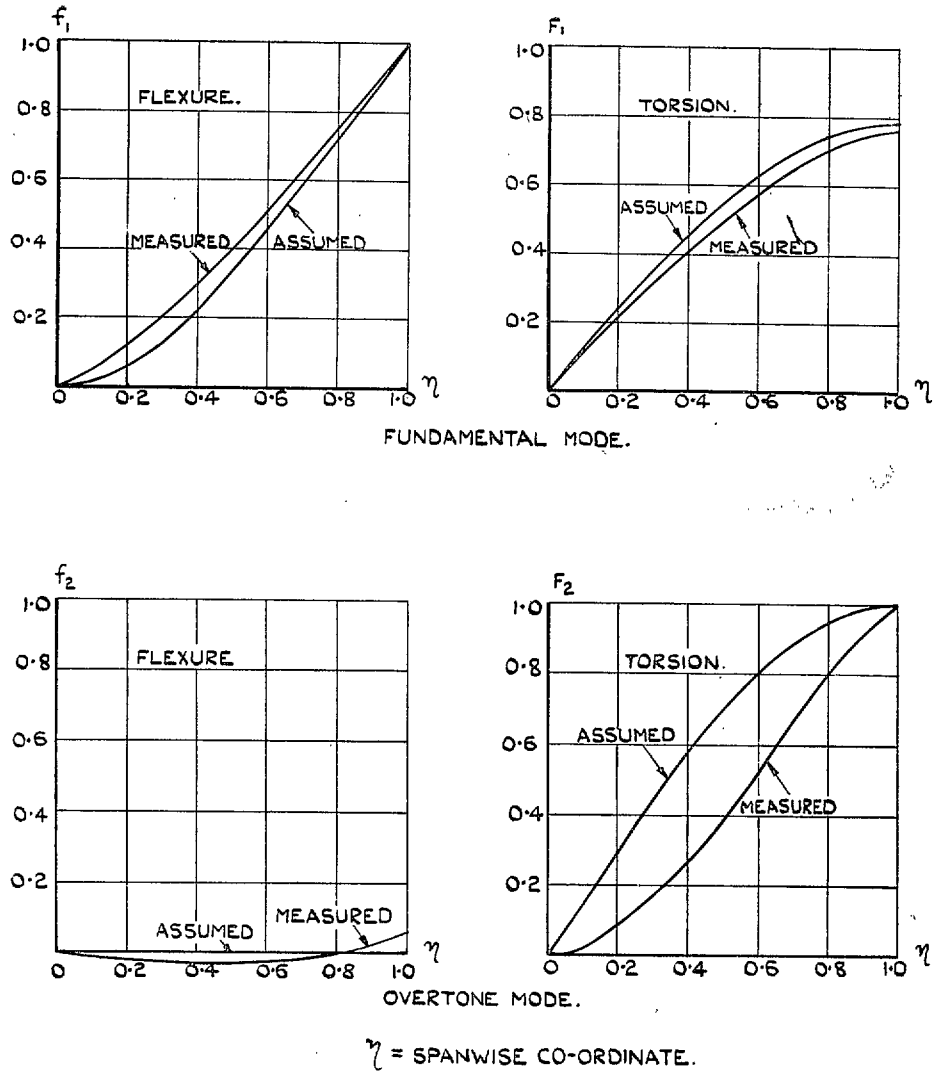 f₁
1.0
0.8
0.6
0.4
0.2
FLEXURE.
MEASURED
ASSUMED
0 0.2 0.4 0.6 0.8 1.0 η
F₁
1.0
0.8
0.6
0.4
0.2
TORSION.
ASSUMED
MEASURED
0 0.2 0.4 0.6 0.8 1.0 η
FUNDAMENTAL MODE.
f₂
1.0
0.8
0.6
0.4
0.2
FLEXURE
ASSUMED
MEASURED
0 0.2 0.4 0.6 0.8 1.0 η
F₂
1.0
0.8
0.6
0.4
0.2
TORSION.
ASSUMED
MEASURED
0 0.2 0.4 0.6 0.8 1.0 η
OVERTONE MODE.
η = SPANWISE CO-ORDINATE.